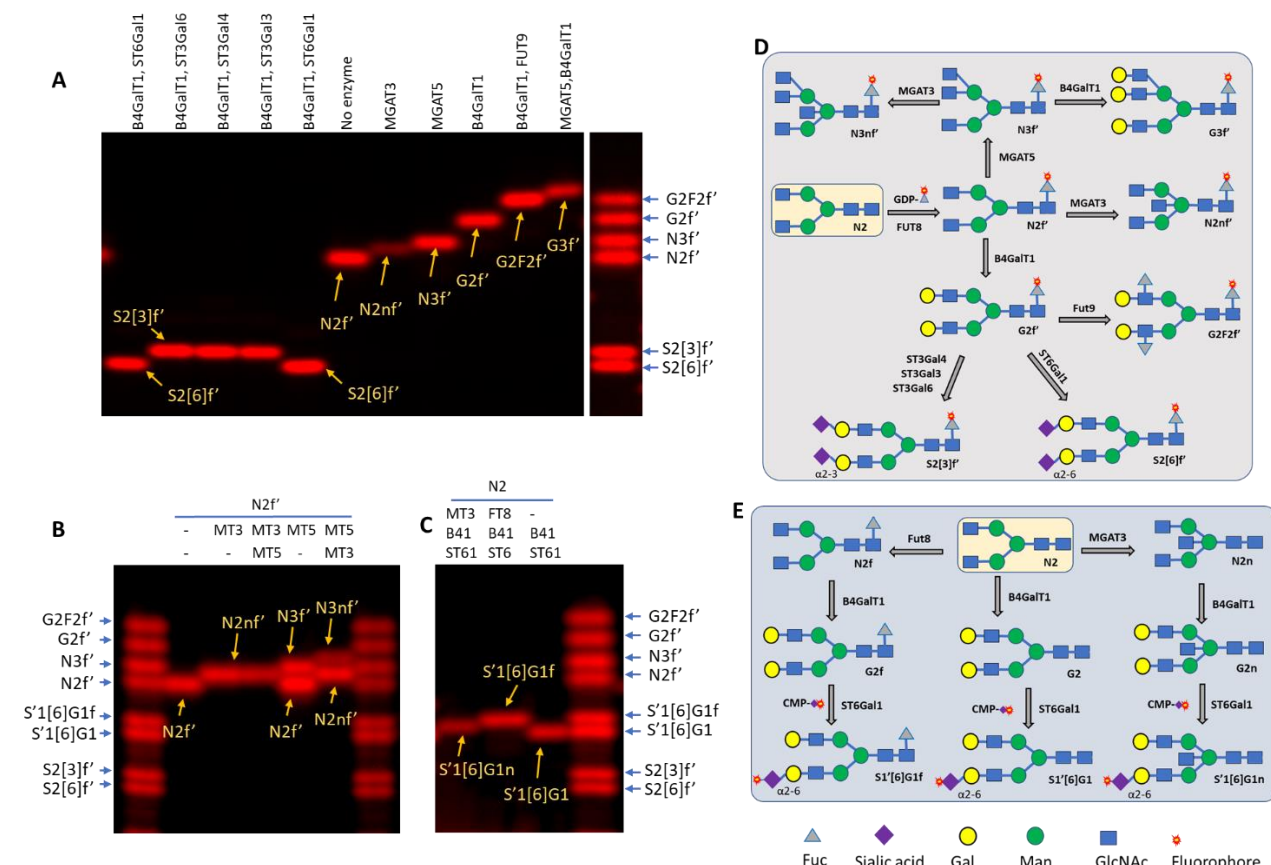 A
B4GalT1, ST6Gal1
B4GalT1, ST3Gal6
B4GalT1, ST3Gal4
B4GalT1, ST3Gal3
B4GalT1, ST6Gal1
No enzyme
MGAT3
MGAT5
B4GalT1
B4GalT1, FUT9
MGAT5,B4GalT1
S2[3]f’
S2[6]f’
S2[6]f’
N2f’
N2nf’
N3f’
G2f’
G2F2f’
G3f’
G2F2f’
G2f’
N3f’
N2f’
S2[3]f’
S2[6]f’
B
N2f’
- MT3 MT3 MT5 MT5
- - MT5 - MT3
G2F2f’
G2f’
N3f’
N2f’
S’1[6]G1f
S’1[6]G1
S2[3]f’
S2[6]f’
N2nf’
N3f’
N3nf’
N2f’
N2f’
N2nf’
C
N2
MT3 FT8 -
B41 B41 B41
ST61 ST6 ST61
S’1[6]G1f
S’1[6]G1n
S’1[6]G1
G2F2f’
G2f’
N3f’
N2f’
S’1[6]G1f
S’1[6]G1
S2[3]f’
S2[6]f’
D
MGAT3
B4GalT1
N3nf’
N3f’
G3f’
MGAT5
N2
GDP-
FUT8
N2f’
MGAT3
N2nf’
B4GalT1
G2f’
Fut9
G2F2f’
ST3Gal4
ST3Gal3
ST3Gal6
ST6Gal1
S2[3]f’
α2-3
S2[6]f’
α2-6
E
N2f
Fut8
N2
MGAT3
N2n
B4GalT1
B4GalT1
B4GalT1
G2f
G2
G2n
CMP-
ST6Gal1
CMP-
ST6Gal1
CMP-
ST6Gal1
S1’[6]G1f
α2-6
S1’[6]G1
α2-6
S’1[6]G1n
α2-6
Fuc
Sialic acid
Gal
Man
GlcNAc
Fluorophore